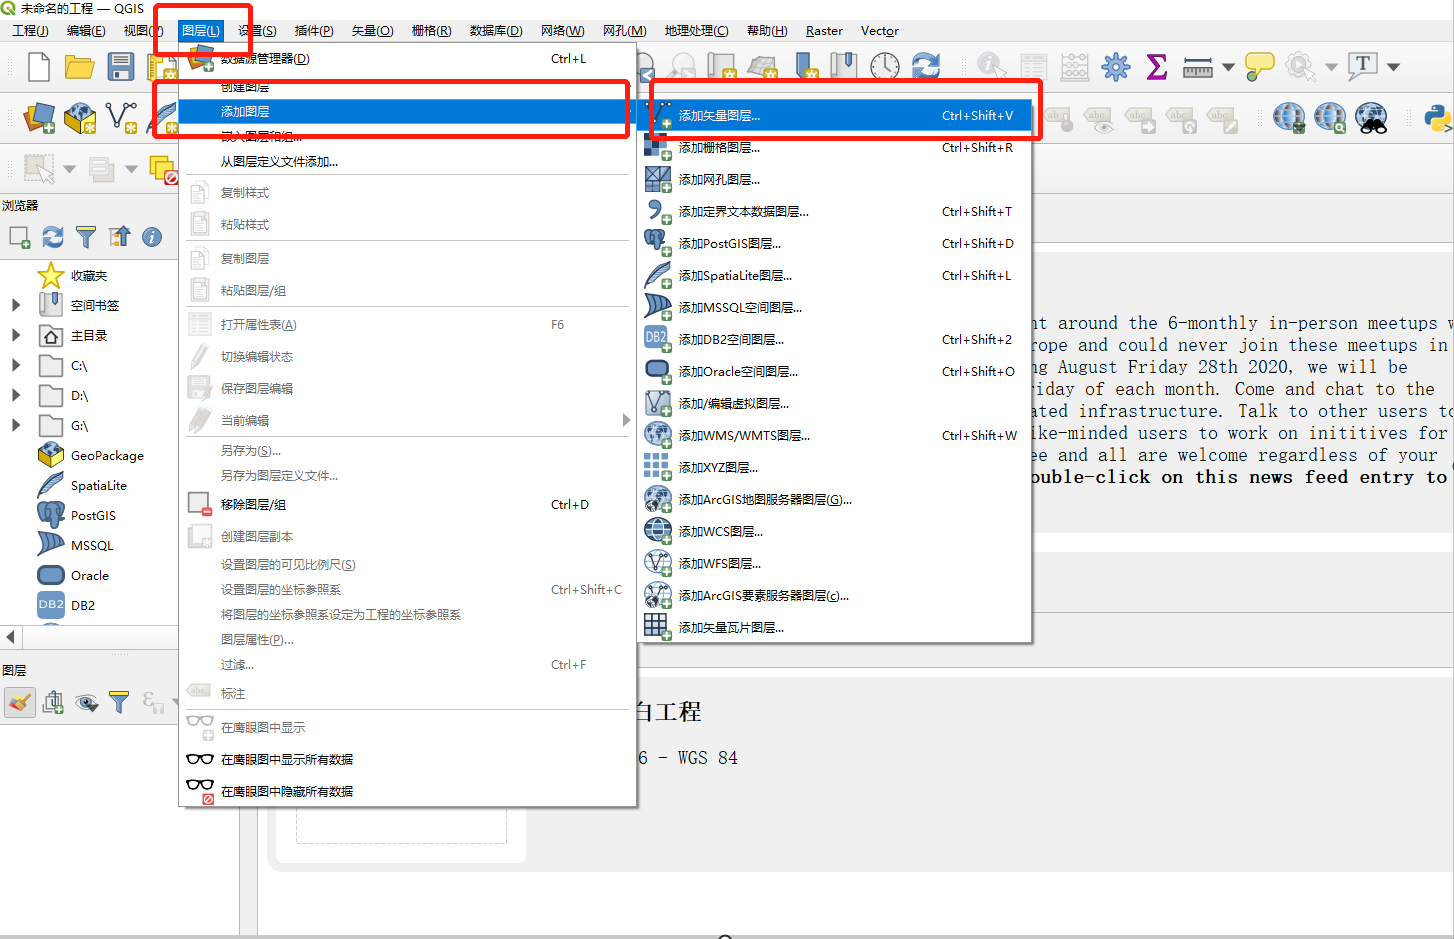 未命名的工程 — QGIS
工程(J) 编辑(E) 视图(V) 图层(L) 设置(S) 插件(P) 矢量(O) 栅格(R) 数据库(D) 网络(W) 网孔(M) 地理处理(C) 帮助(H) Raster Vector
数据源管理器(D) Ctrl+L
创建图层
添加图层
嵌入图层和组...
从图层定义文件添加...
复制样式
粘贴样式
复制图层
粘贴图层/组
打开属性表(A) F6
切换编辑状态
保存图层编辑
当前编辑
另存为(S)...
另存为图层定义文件...
移除图层/组 Ctrl+D
创建图层副本
设置图层的可见比例尺(S)
设置图层的坐标参照系 Ctrl+Shift+C
将图层的坐标参照系设定为工程的坐标参照系
图层属性(P)...
过滤... Ctrl+F
abc 标注
在鹰眼图中显示
在鹰眼图中显示所有数据
在鹰眼图中隐藏所有数据
添加矢量图层... Ctrl+Shift+V
添加栅格图层... Ctrl+Shift+R
添加网孔图层...
添加定界文本数据图层... Ctrl+Shift+T
添加PostGIS图层... Ctrl+Shift+D
添加SpatiaLite图层... Ctrl+Shift+L
添加MSSQL空间图层...
DB2 添加DB2空间图层... Ctrl+Shift+2
添加Oracle空间图层... Ctrl+Shift+O
添加/编辑虚拟图层...
添加WMS/WMTS图层... Ctrl+Shift+W
添加XYZ图层...
添加ArcGIS地图服务器图层(G)...
添加WCS图层...
添加WFS图层...
添加ArcGIS要素服务器图层(c)...
添加矢量瓦片图层...
浏览器
收藏夹
空间书签
主目录
C:\
D:\
G:\
GeoPackage
SpatiaLite
PostGIS
MSSQL
Oracle
DB2 DB2
图层
nt around the 6-monthly in-person meetups w
rope and could never join these meetups in
ng August Friday 28th 2020, we will be
riday of each month. Come and chat to the
ated infrastructure. Talk to other users to
ike-minded users to work on inititives for
ee and all are welcome regardless of your
ouble-click on this news feed entry to
白工程
6 - WGS 84